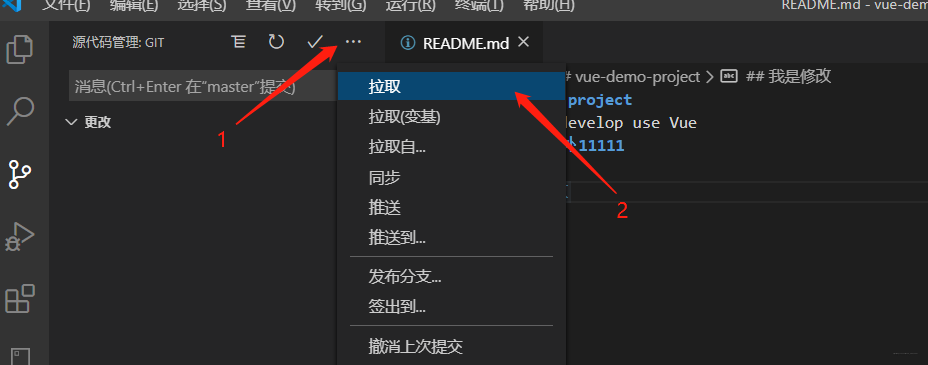 文件(F) 编辑(E) 选择(S) 查看(V) 转到(G) 运行(R) 终端(T) 帮助(H) README.md - vue-dem
源代码管理: GIT
README.md
消息(Ctrl+Enter 在"master"提交)
更改
1
拉取
拉取(变基)
拉取自...
同步
推送
推送到...
发布分支...
签出到...
撤消上次提交
# vue-demo-project > ## 我是修改
project
evelop use Vue
11111
2